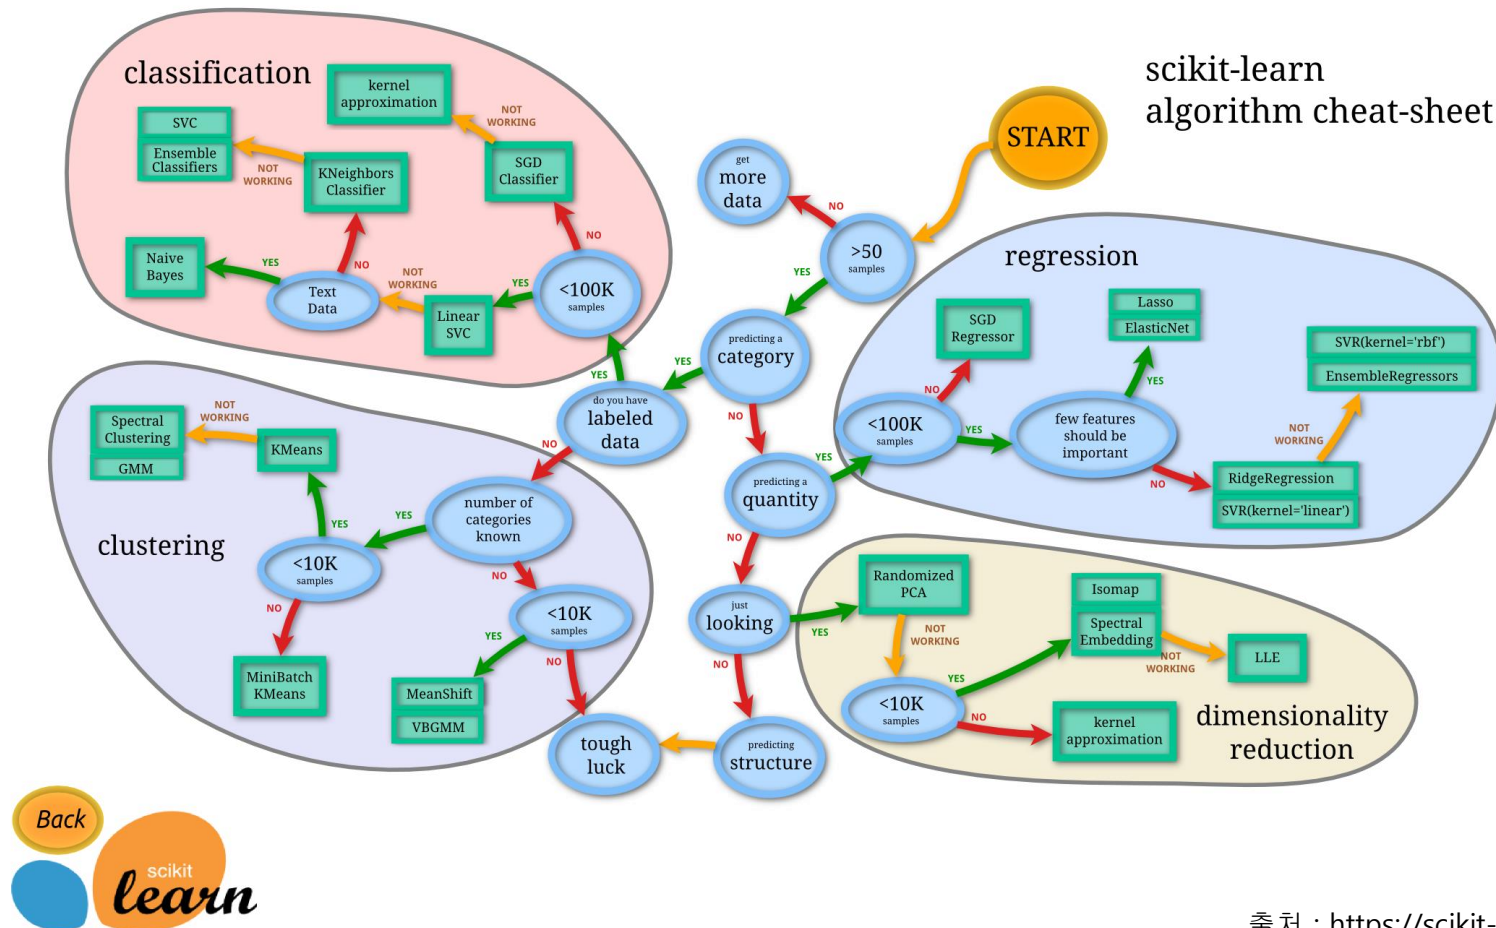 scikit-learn
algorithm cheat-sheet
START
classification
kernel
approximation
NOT
WORKING
SVC
Ensemble
Classifiers
NOT
WORKING
KNeighbors
Classifier
SGD
Classifier
NO
Naive
Bayes
YES
Text
Data
NO
NOT
WORKING
Linear
SVC
YES
<100K
samples
YES
get
more
data
NO
>50
samples
YES
predicting a
category
YES
do you have
labeled
data
NO
NO
predicting a
quantity
YES
NO
just
looking
YES
NO
predicting
structure
tough
luck
regression
SGD
Regressor
NO
<100K
samples
YES
few features
should be
important
YES
Lasso
ElasticNet
NO
RidgeRegression
SVR(kernel='linear')
NOT
WORKING
SVR(kernel='rbf')
EnsembleRegressors
clustering
Spectral
Clustering
GMM
NOT
WORKING
KMeans
YES
<10K
samples
NO
MiniBatch
KMeans
YES
number of
categories
known
NO
<10K
samples
YES
NO
MeanShift
VBGMM
dimensionality
reduction
Randomized
PCA
NOT
WORKING
<10K
samples
YES
Isomap
Spectral
Embedding
NOT
WORKING
LLE
NO
kernel
approximation
Back
scikit
learn
출처 : https://scikit-